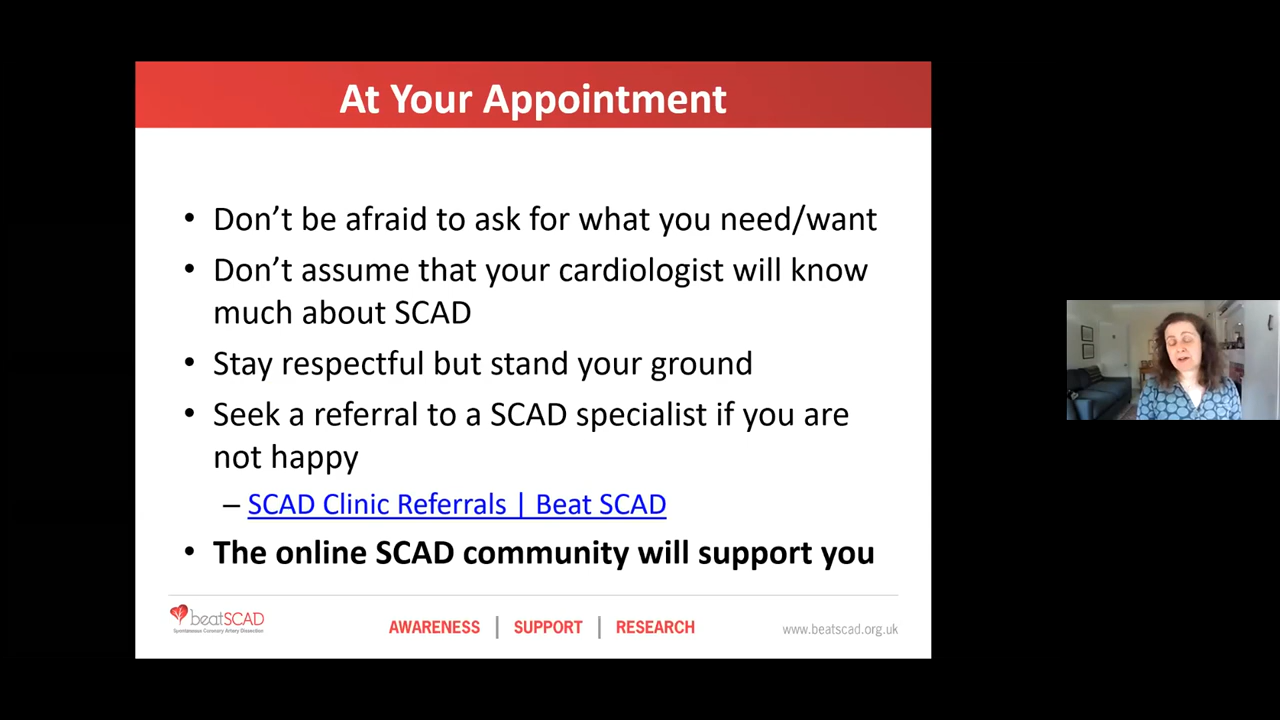 At Your Appointment
• Don’t be afraid to ask for what you need/want
• Don’t assume that your cardiologist will know
much about SCAD
• Stay respectful but stand your ground
• Seek a referral to a SCAD specialist if you are
not happy
– SCAD Clinic Referrals | Beat SCAD
• The online SCAD community will support you
beatSCAD
Spontaneous Coronary Artery Dissection
AWARENESS | SUPPORT | RESEARCH
www.beatscad.org.uk